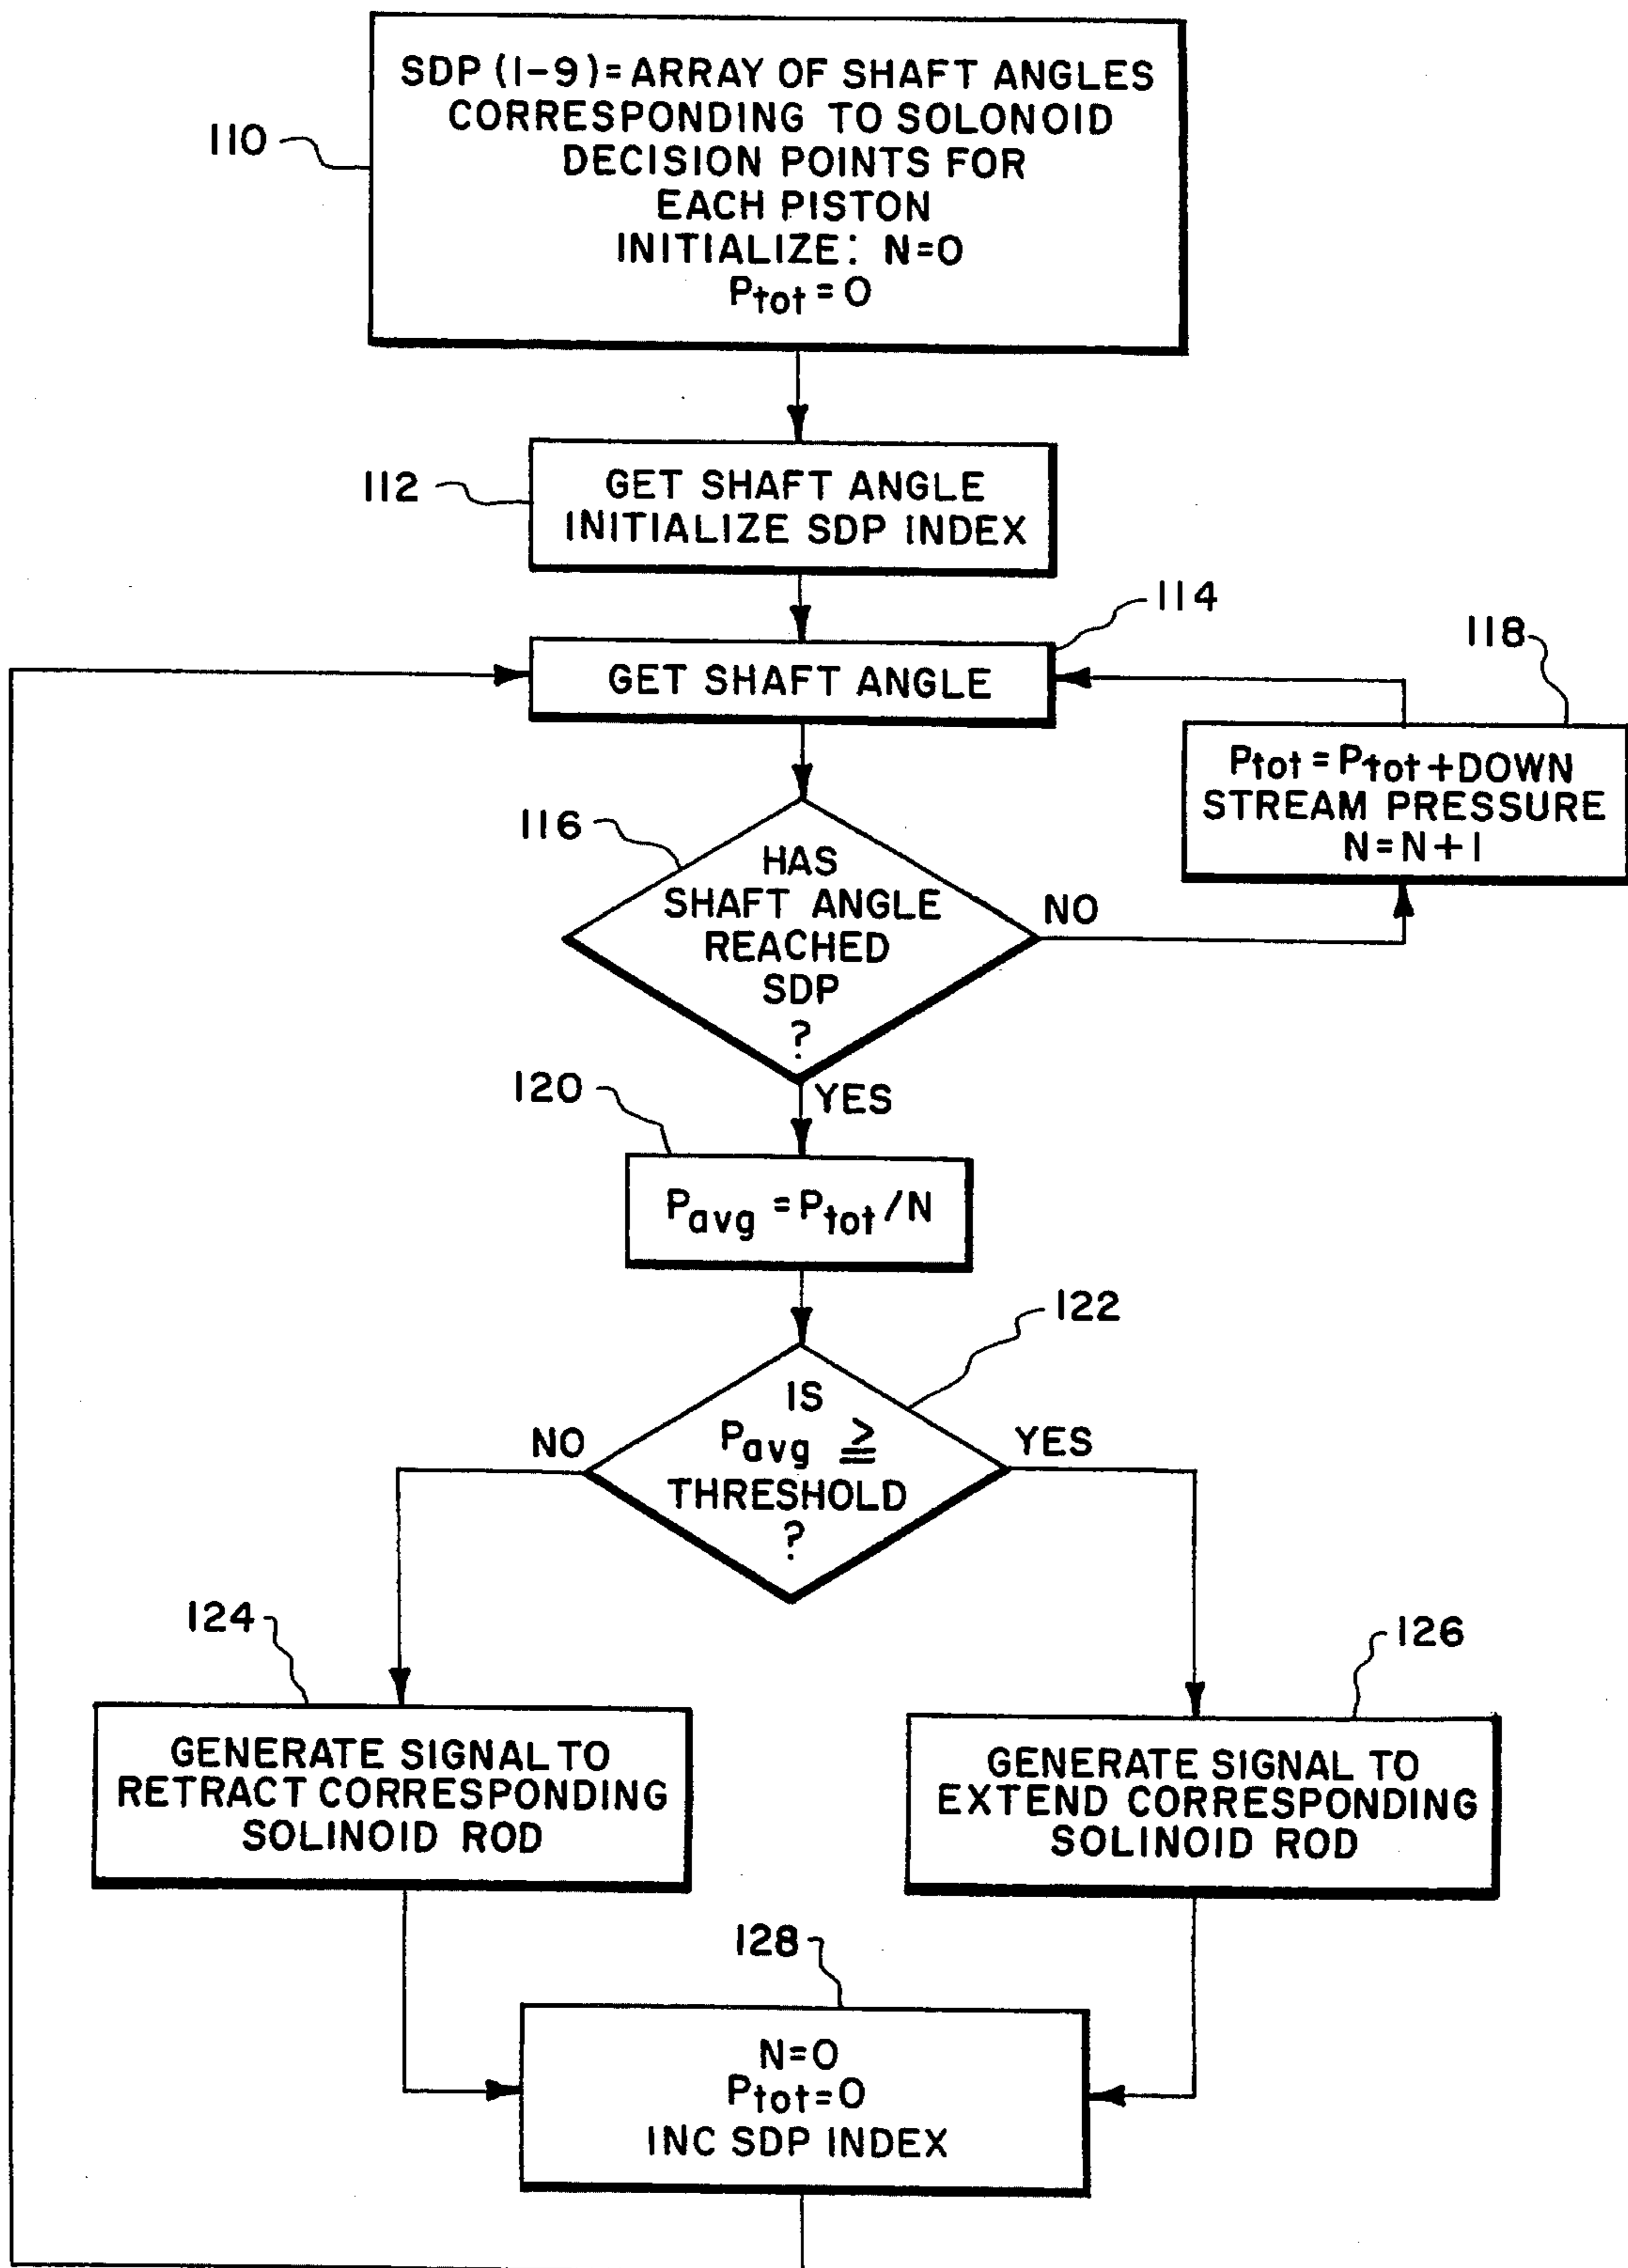 SDP (1-9)=ARRAY OF SHAFT ANGLES
CORRESPONDING TO SOLONOID
DECISION POINTS FOR
EACH PISTON
INITIALIZE: N=0
Ptot=0
110
GET SHAFT ANGLE
INITIALIZE SDP INDEX
112
GET SHAFT ANGLE
114
118
Ptot=Ptot+DOWN
STREAM PRESSURE
N=N+1
116
HAS
SHAFT ANGLE
REACHED
SDP
?
NO
YES
120
Pavg=Ptot/N
122
IS
Pavg ≧
THRESHOLD
?
NO
YES
124
GENERATE SIGNAL TO
RETRACT CORRESPONDING
SOLINOID ROD
126
GENERATE SIGNAL TO
EXTEND CORRESPONDING
SOLINOID ROD
128
N=0
Ptot=0
INC SDP INDEX